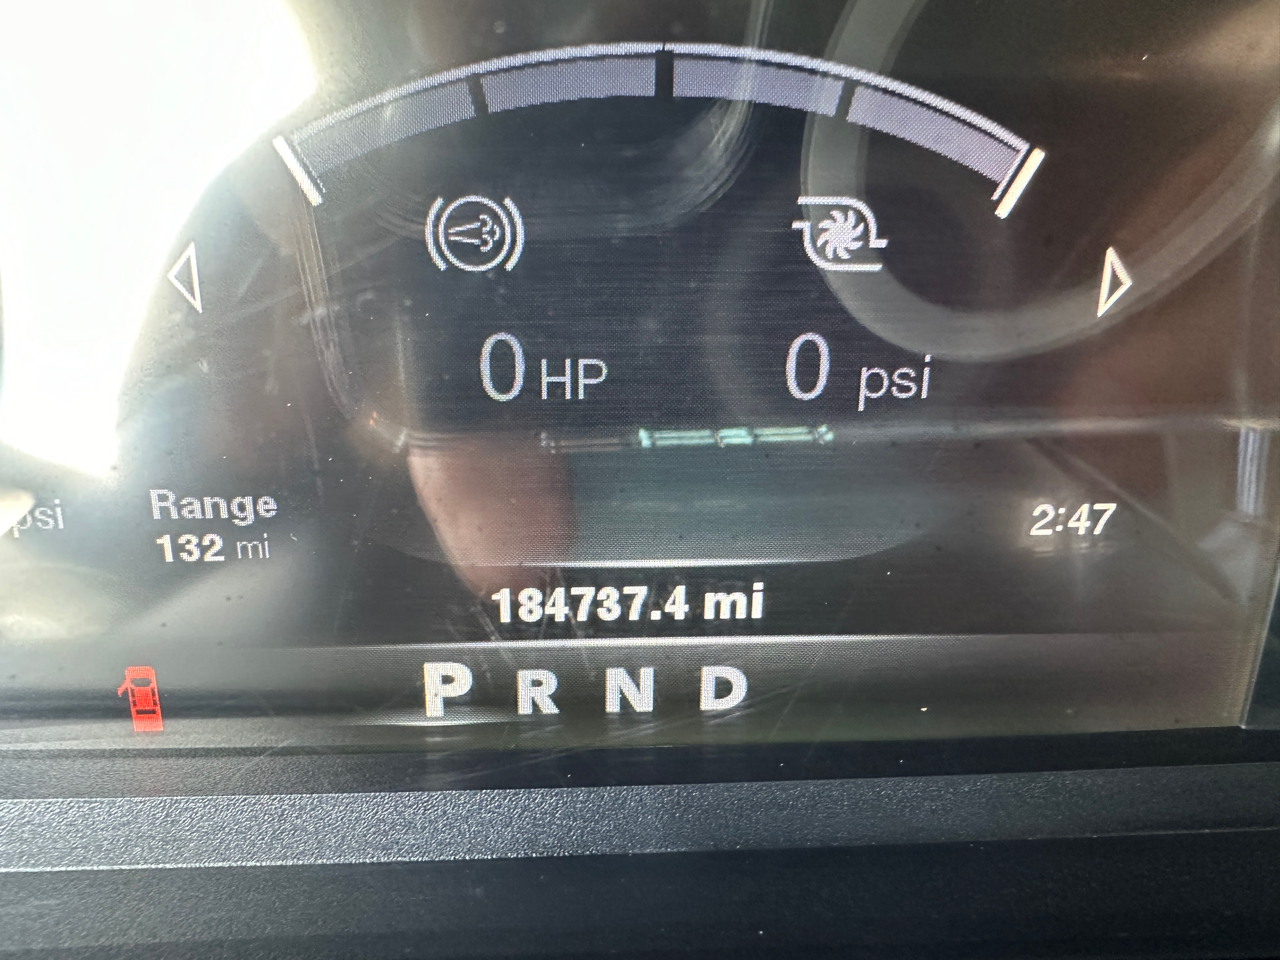 0 HP 0 psi
psi Range 2:47
132 mi
184737.4 mi
P R N D